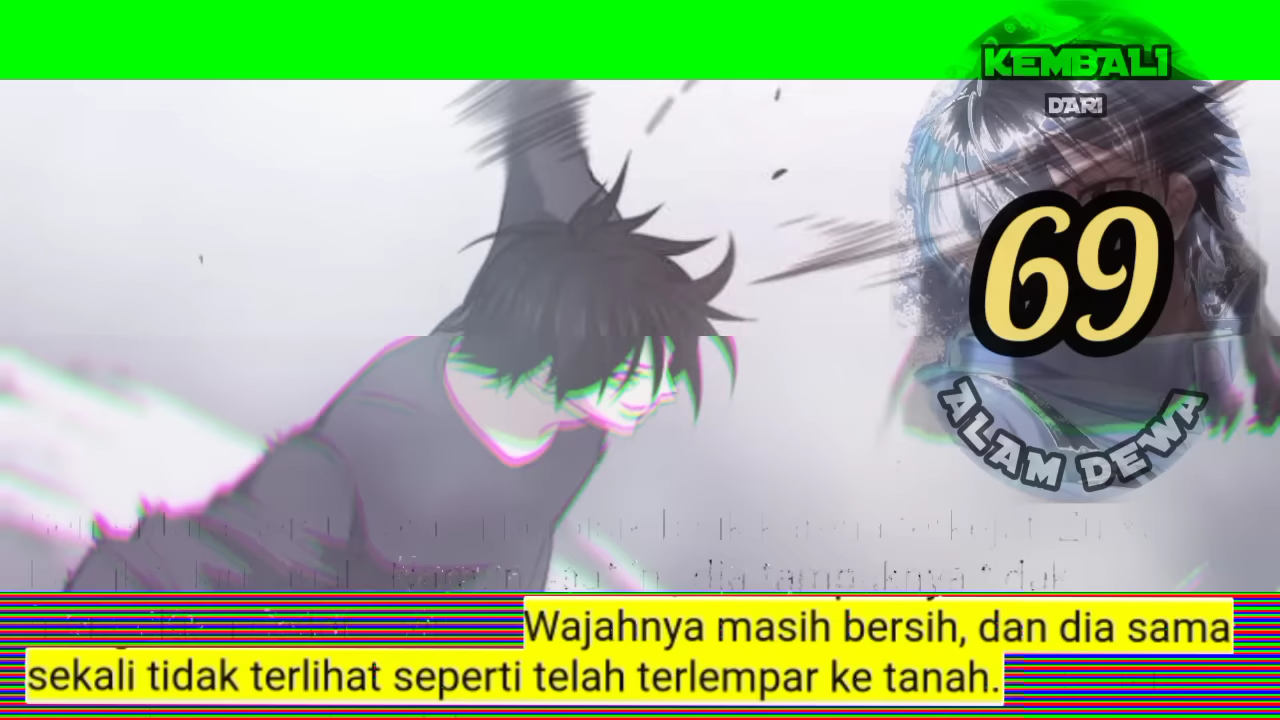 KEMBALI
DARI
69
ALAM DEWA
Wajahnya masih bersih, dan dia sama
sekali tidak terlihat seperti telah terlempar ke tanah.